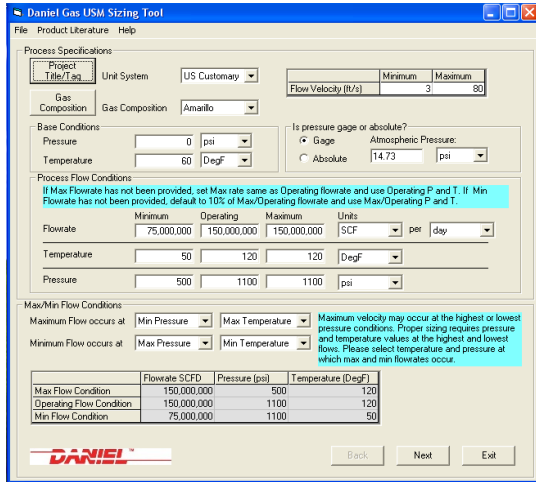 Daniel Gas USM Sizing Tool
File Product Literature Help
Process Specifications
Project Title/Tag
Unit System US Customary
Minimum Maximum
Flow Velocity (ft/s) 3 80
Gas Composition
Gas Composition Amarillo
Base Conditions
Pressure 0 psi
Temperature 60 DegF
Is pressure gage or absolute?
Gage
Absolute
Atmospheric Pressure:
14.73 psi
Process Flow Conditions
If Max Flowrate has not been provided, set Max rate same as Operating flowrate and use Operating P and T. If Min
Flowrate has not been provided, default to 10% of Max/Operating flowrate and use Max/Operating P and T.
Minimum Operating Maximum Units
Flowrate 75,000,000 150,000,000 150,000,000 SCF per day
Temperature 50 120 120 DegF
Pressure 500 1100 1100 psi
Max/Min Flow Conditions
Maximum Flow occurs at Min Pressure Max Temperature
Minimum Flow occurs at Max Pressure Min Temperature
Maximum velocity may occur at the highest or lowest
pressure conditions. Proper sizing requires pressure
and temperature values at the highest and lowest
flows. Please select temperature and pressure at
which max and min flowrates occur.
Flowrate SCFD Pressure (psi) Temperature (DegF)
Max Flow Condition 150,000,000 500 120
Operating Flow Condition 150,000,000 1100 120
Min Flow Condition 75,000,000 1100 50
DANIEL
Back Next Exit